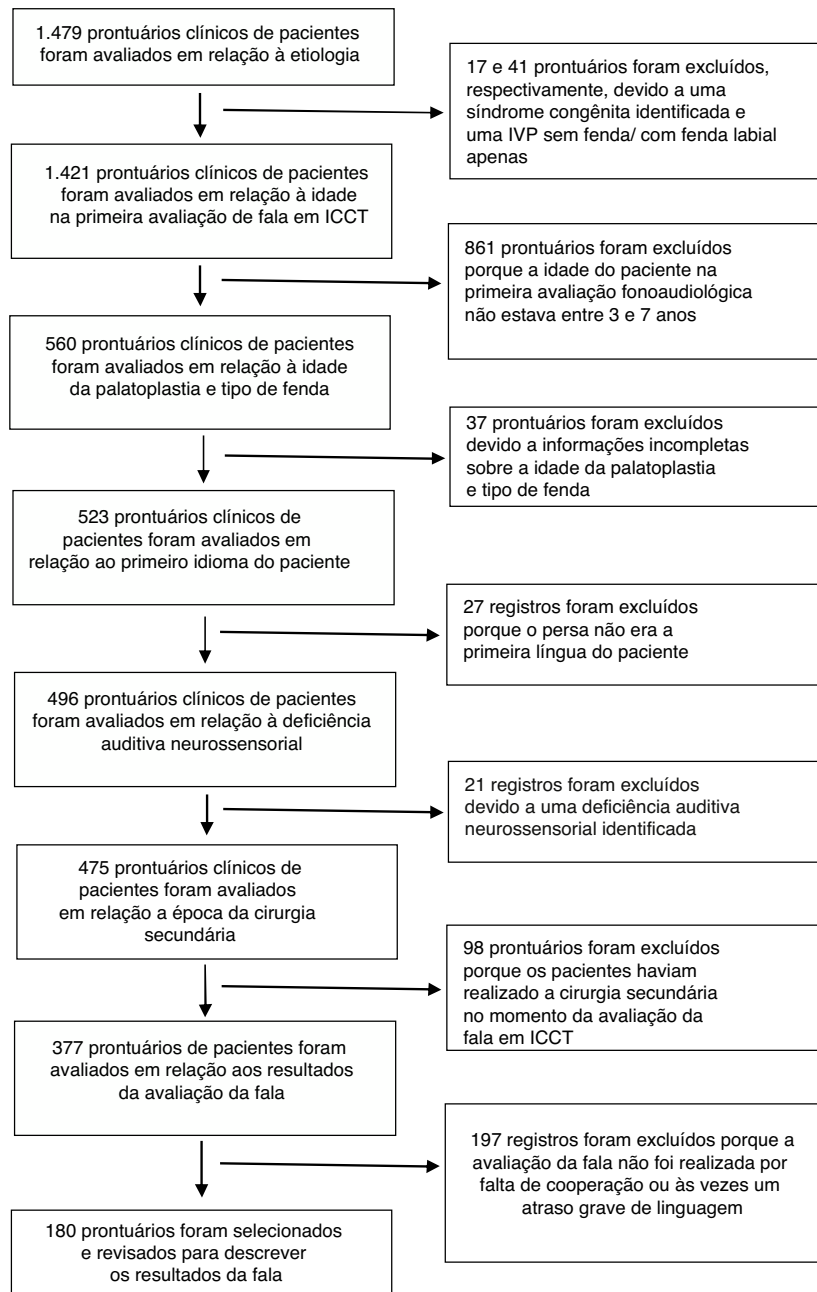 1.479 prontuários clínicos de pacientes
foram avaliados em relação à etiologia
17 e 41 prontuários foram excluídos,
respectivamente, devido a uma
síndrome congênita identificada e
uma IVP sem fenda/ com fenda labial
apenas
1.421 prontuários clínicos de pacientes
foram avaliados em relação à idade
na primeira avaliação de fala em ICCT
861 prontuários foram excluídos
porque a idade do paciente na
primeira avaliação fonoaudiológica
não estava entre 3 e 7 anos
560 prontuários clínicos de pacientes
foram avaliados em relação à idade
da palatoplastia e tipo de fenda
37 prontuários foram excluídos
devido a informações incompletas
sobre a idade da palatoplastia
e tipo de fenda
523 prontuários clínicos de
pacientes foram avaliados em
relação ao primeiro idioma do paciente
27 registros foram excluídos
porque o persa não era a
primeira língua do paciente
496 prontuários clínicos de pacientes
foram avaliados em relação à deficiência
auditiva neurossensorial
21 registros foram excluídos
devido a uma deficiência auditiva
neurossensorial identificada
475 prontuários clínicos de
pacientes foram avaliados
em relação a época da cirurgia
secundária
98 prontuários foram excluídos
porque os pacientes haviam
realizado a cirurgia secundária
no momento da avaliação da
fala em ICCT
377 prontuários de pacientes foram
avaliados em relação aos resultados
da avaliação da fala
197 registros foram excluídos porque a
avaliação da fala não foi realizada por
falta de cooperação ou às vezes um
atraso grave de linguagem
180 prontuários foram selecionados
e revisados para descrever
os resultados da fala